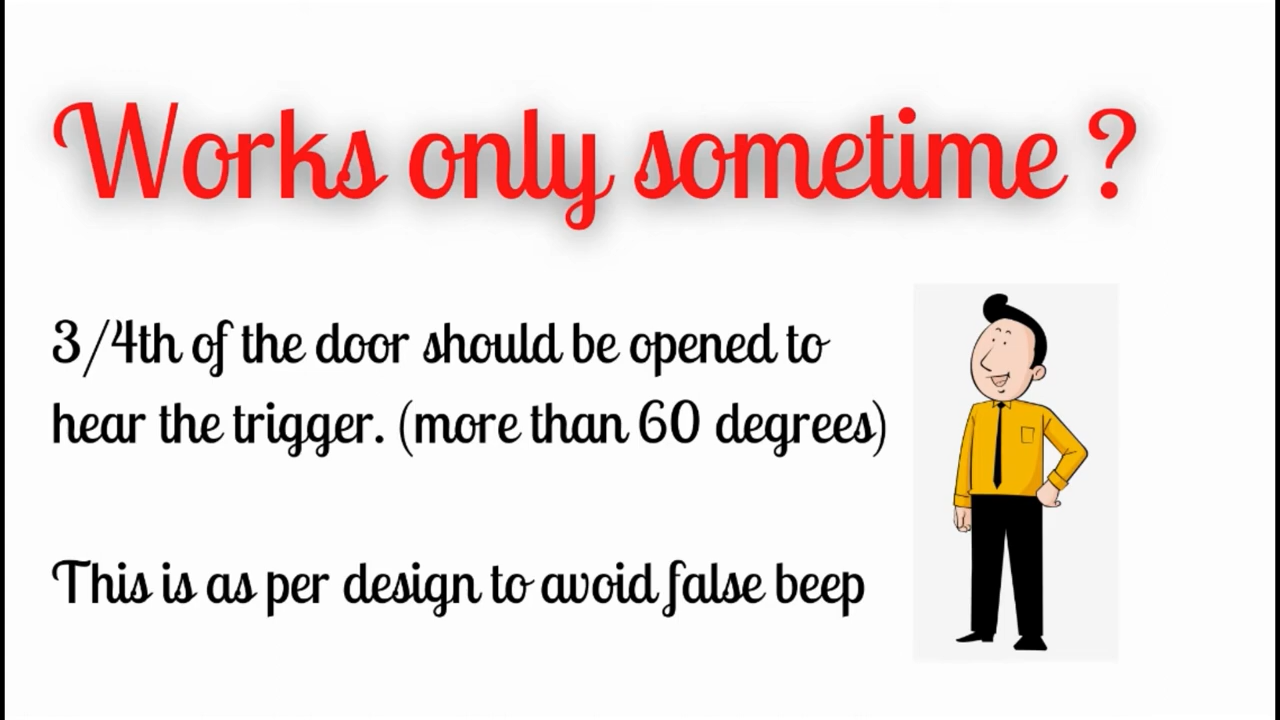 Works only sometime ?
3/4th of the door should be opened to
hear the trigger. (more than 60 degrees)
This is as per design to avoid false beep